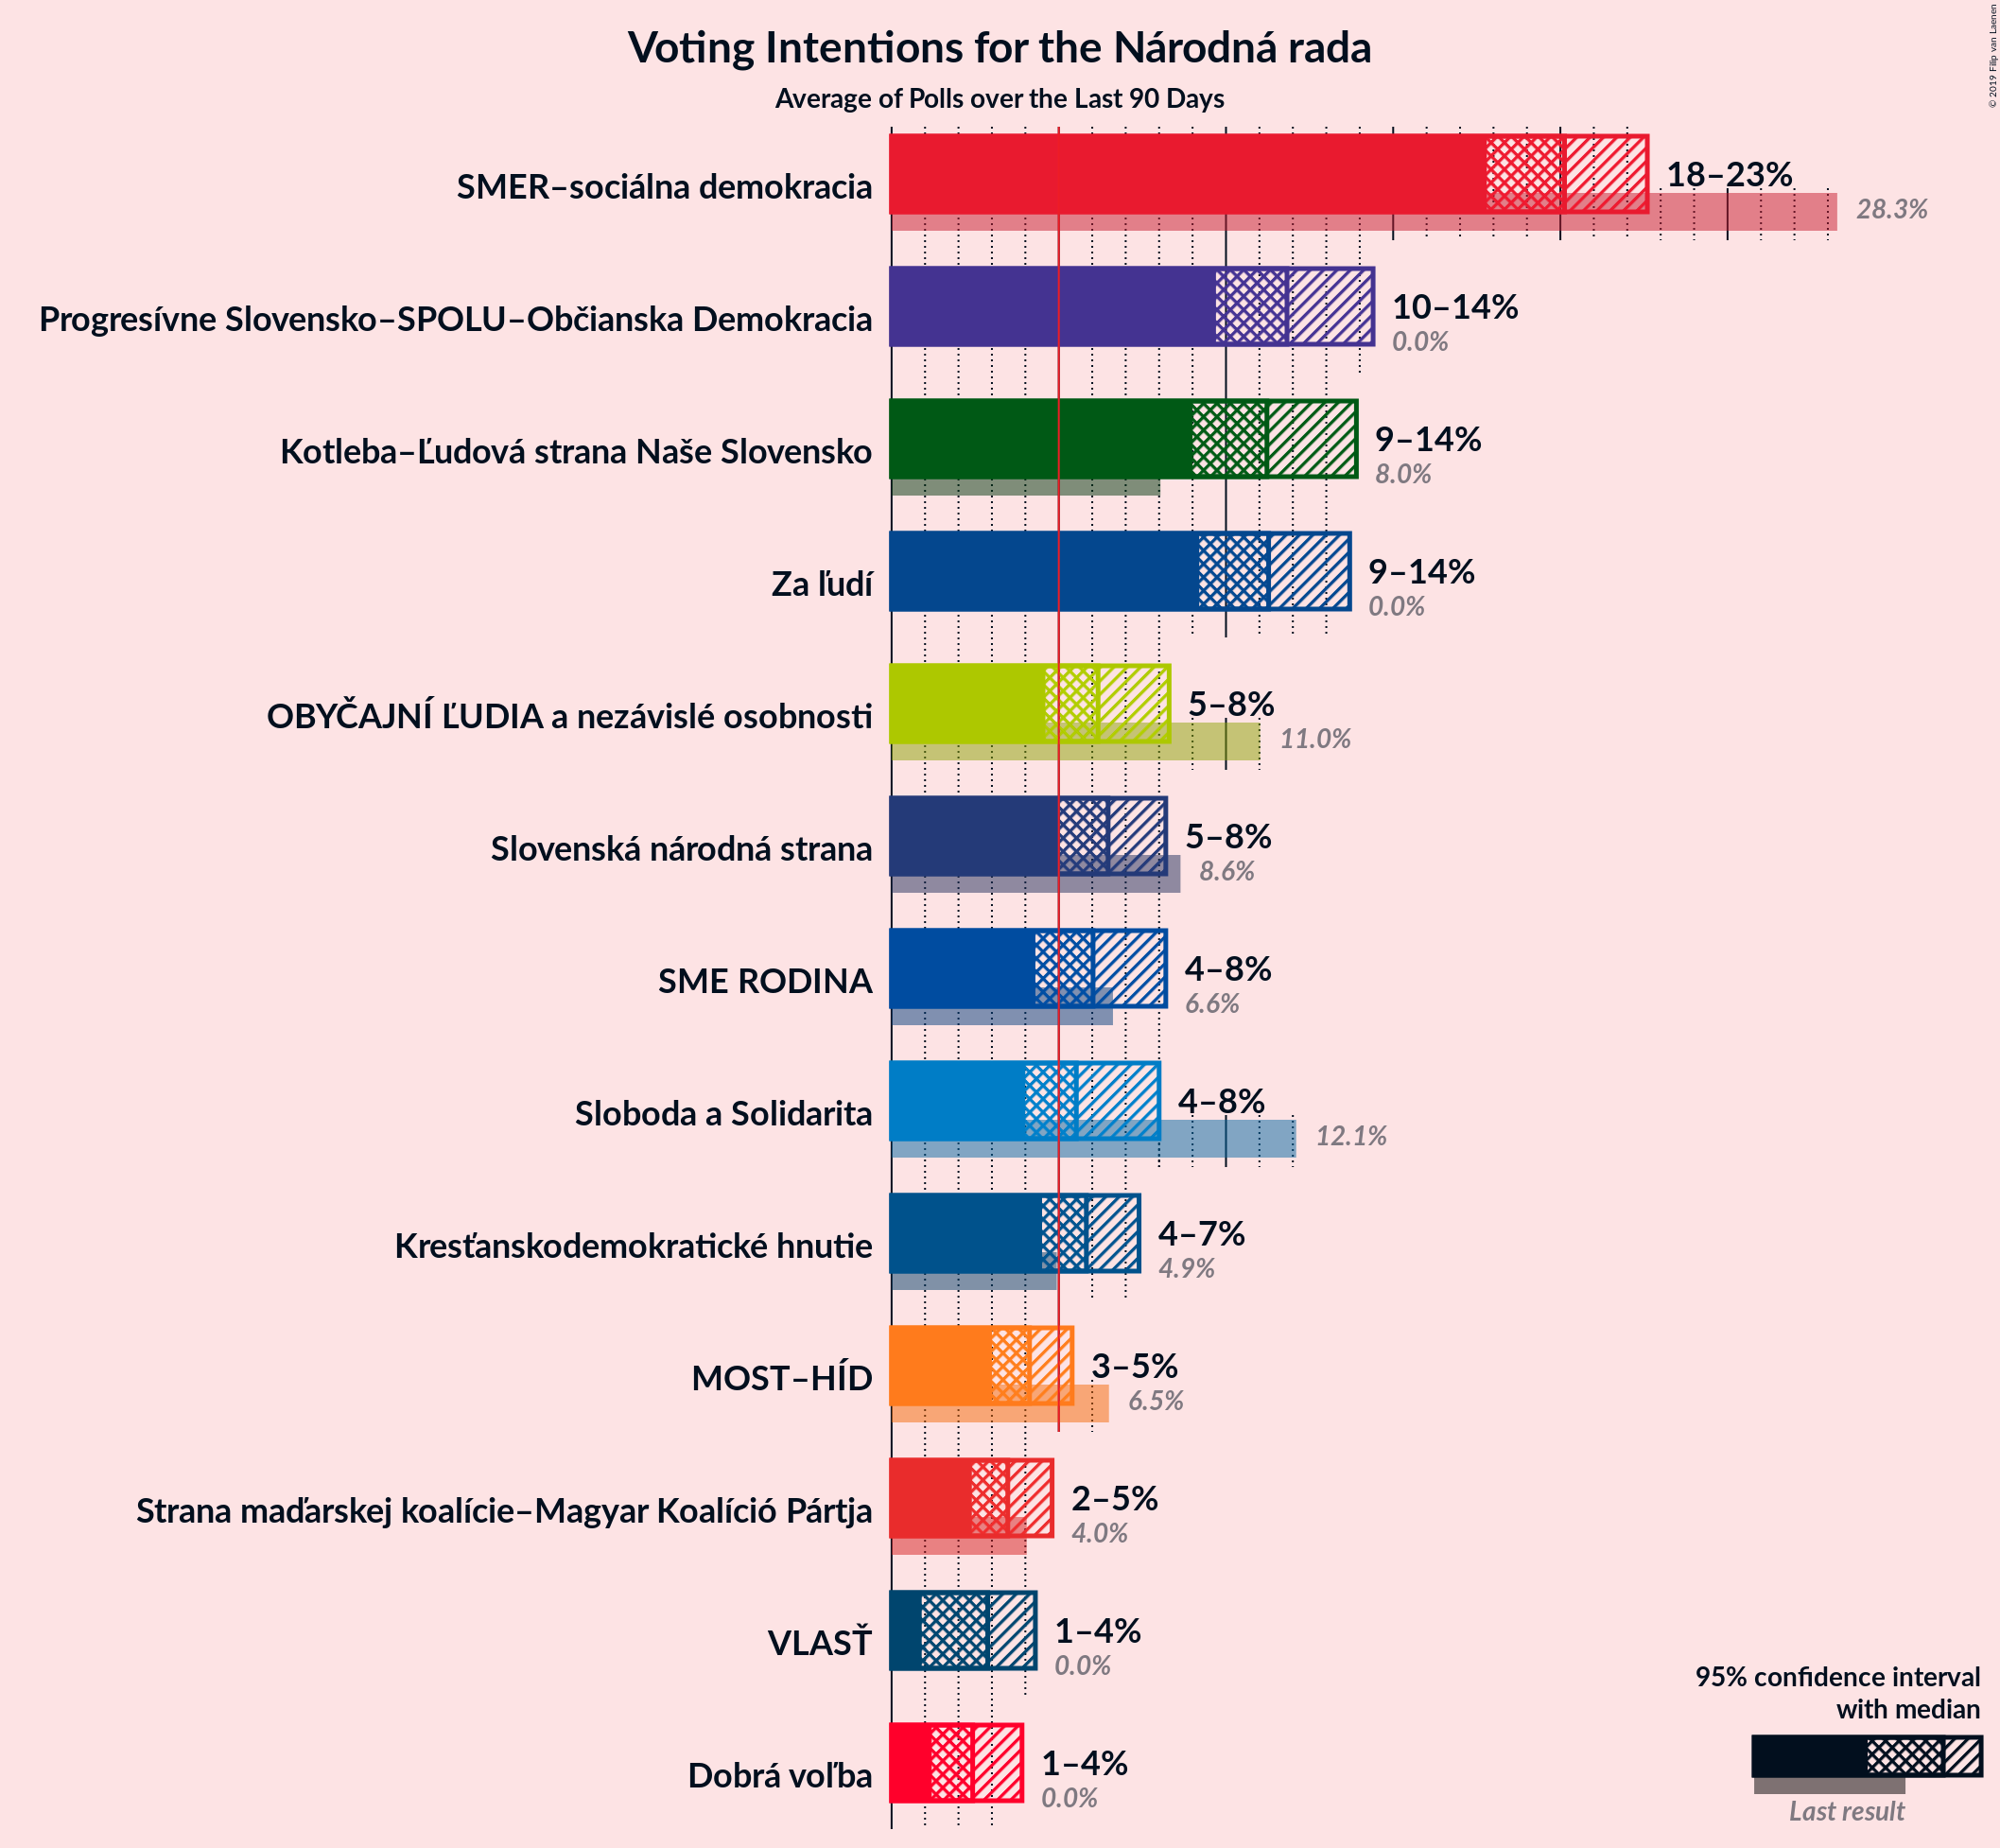 Voting Intentions for the Národná rada
Average of Polls over the Last 90 Days
© 2019 Filip van Laenen
SMER–sociálna demokracia
18–23%
28.3%
Progresívne Slovensko–SPOLU–Občianska Demokracia
10–14%
0.0%
Kotleba–Ľudová strana Naše Slovensko
9–14%
8.0%
Za ľudí
9–14%
0.0%
OBYČAJNÍ ĽUDIA a nezávislé osobnosti
5–8%
11.0%
Slovenská národná strana
5–8%
8.6%
SME RODINA
4–8%
6.6%
Sloboda a Solidarita
4–8%
12.1%
Kresťanskodemokratické hnutie
4–7%
4.9%
MOST–HÍD
3–5%
6.5%
Strana maďarskej koalície–Magyar Koalíció Pártja
2–5%
4.0%
VLASŤ
1–4%
0.0%
Dobrá voľba
1–4%
0.0%
95% confidence interval
with median
Last result